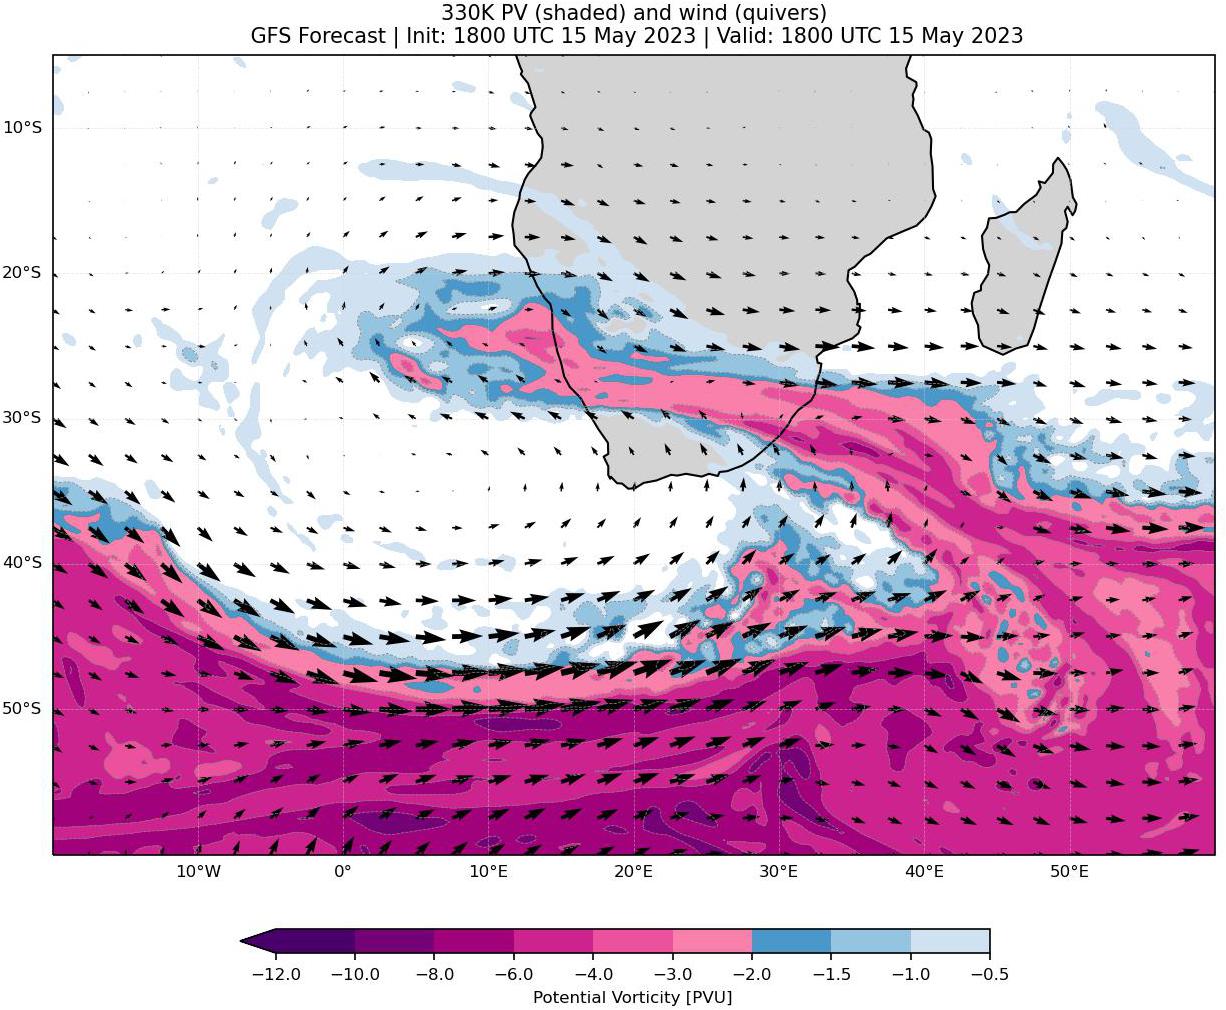 330K PV (shaded) and wind (quivers)
GFS Forecast | Init: 1800 UTC 15 May 2023 | Valid: 1800 UTC 15 May 2023
10°S
20°S
30°S
40°S
50°S
10°W 0° 10°E 20°E 30°E 40°E 50°E
−12.0 −10.0 −8.0 −6.0 −4.0 −3.0 −2.0 −1.5 −1.0 −0.5
Potential Vorticity [PVU]